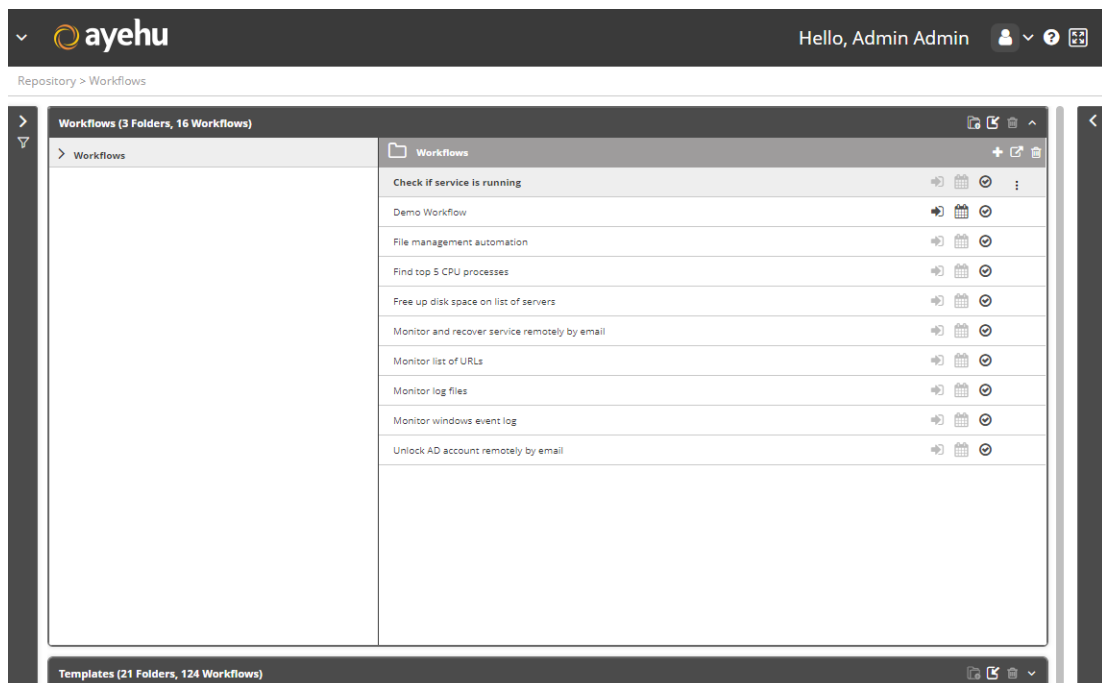 ayehu
Hello, Admin Admin
Repository > Workflows
Workflows (3 Folders, 16 Workflows)
Workflows
Workflows
Check if service is running
Demo Workflow
File management automation
Find top 5 CPU processes
Free up disk space on list of servers
Monitor and recover service remotely by email
Monitor list of URLs
Monitor log files
Monitor windows event log
Unlock AD account remotely by email
Templates (21 Folders, 124 Workflows)